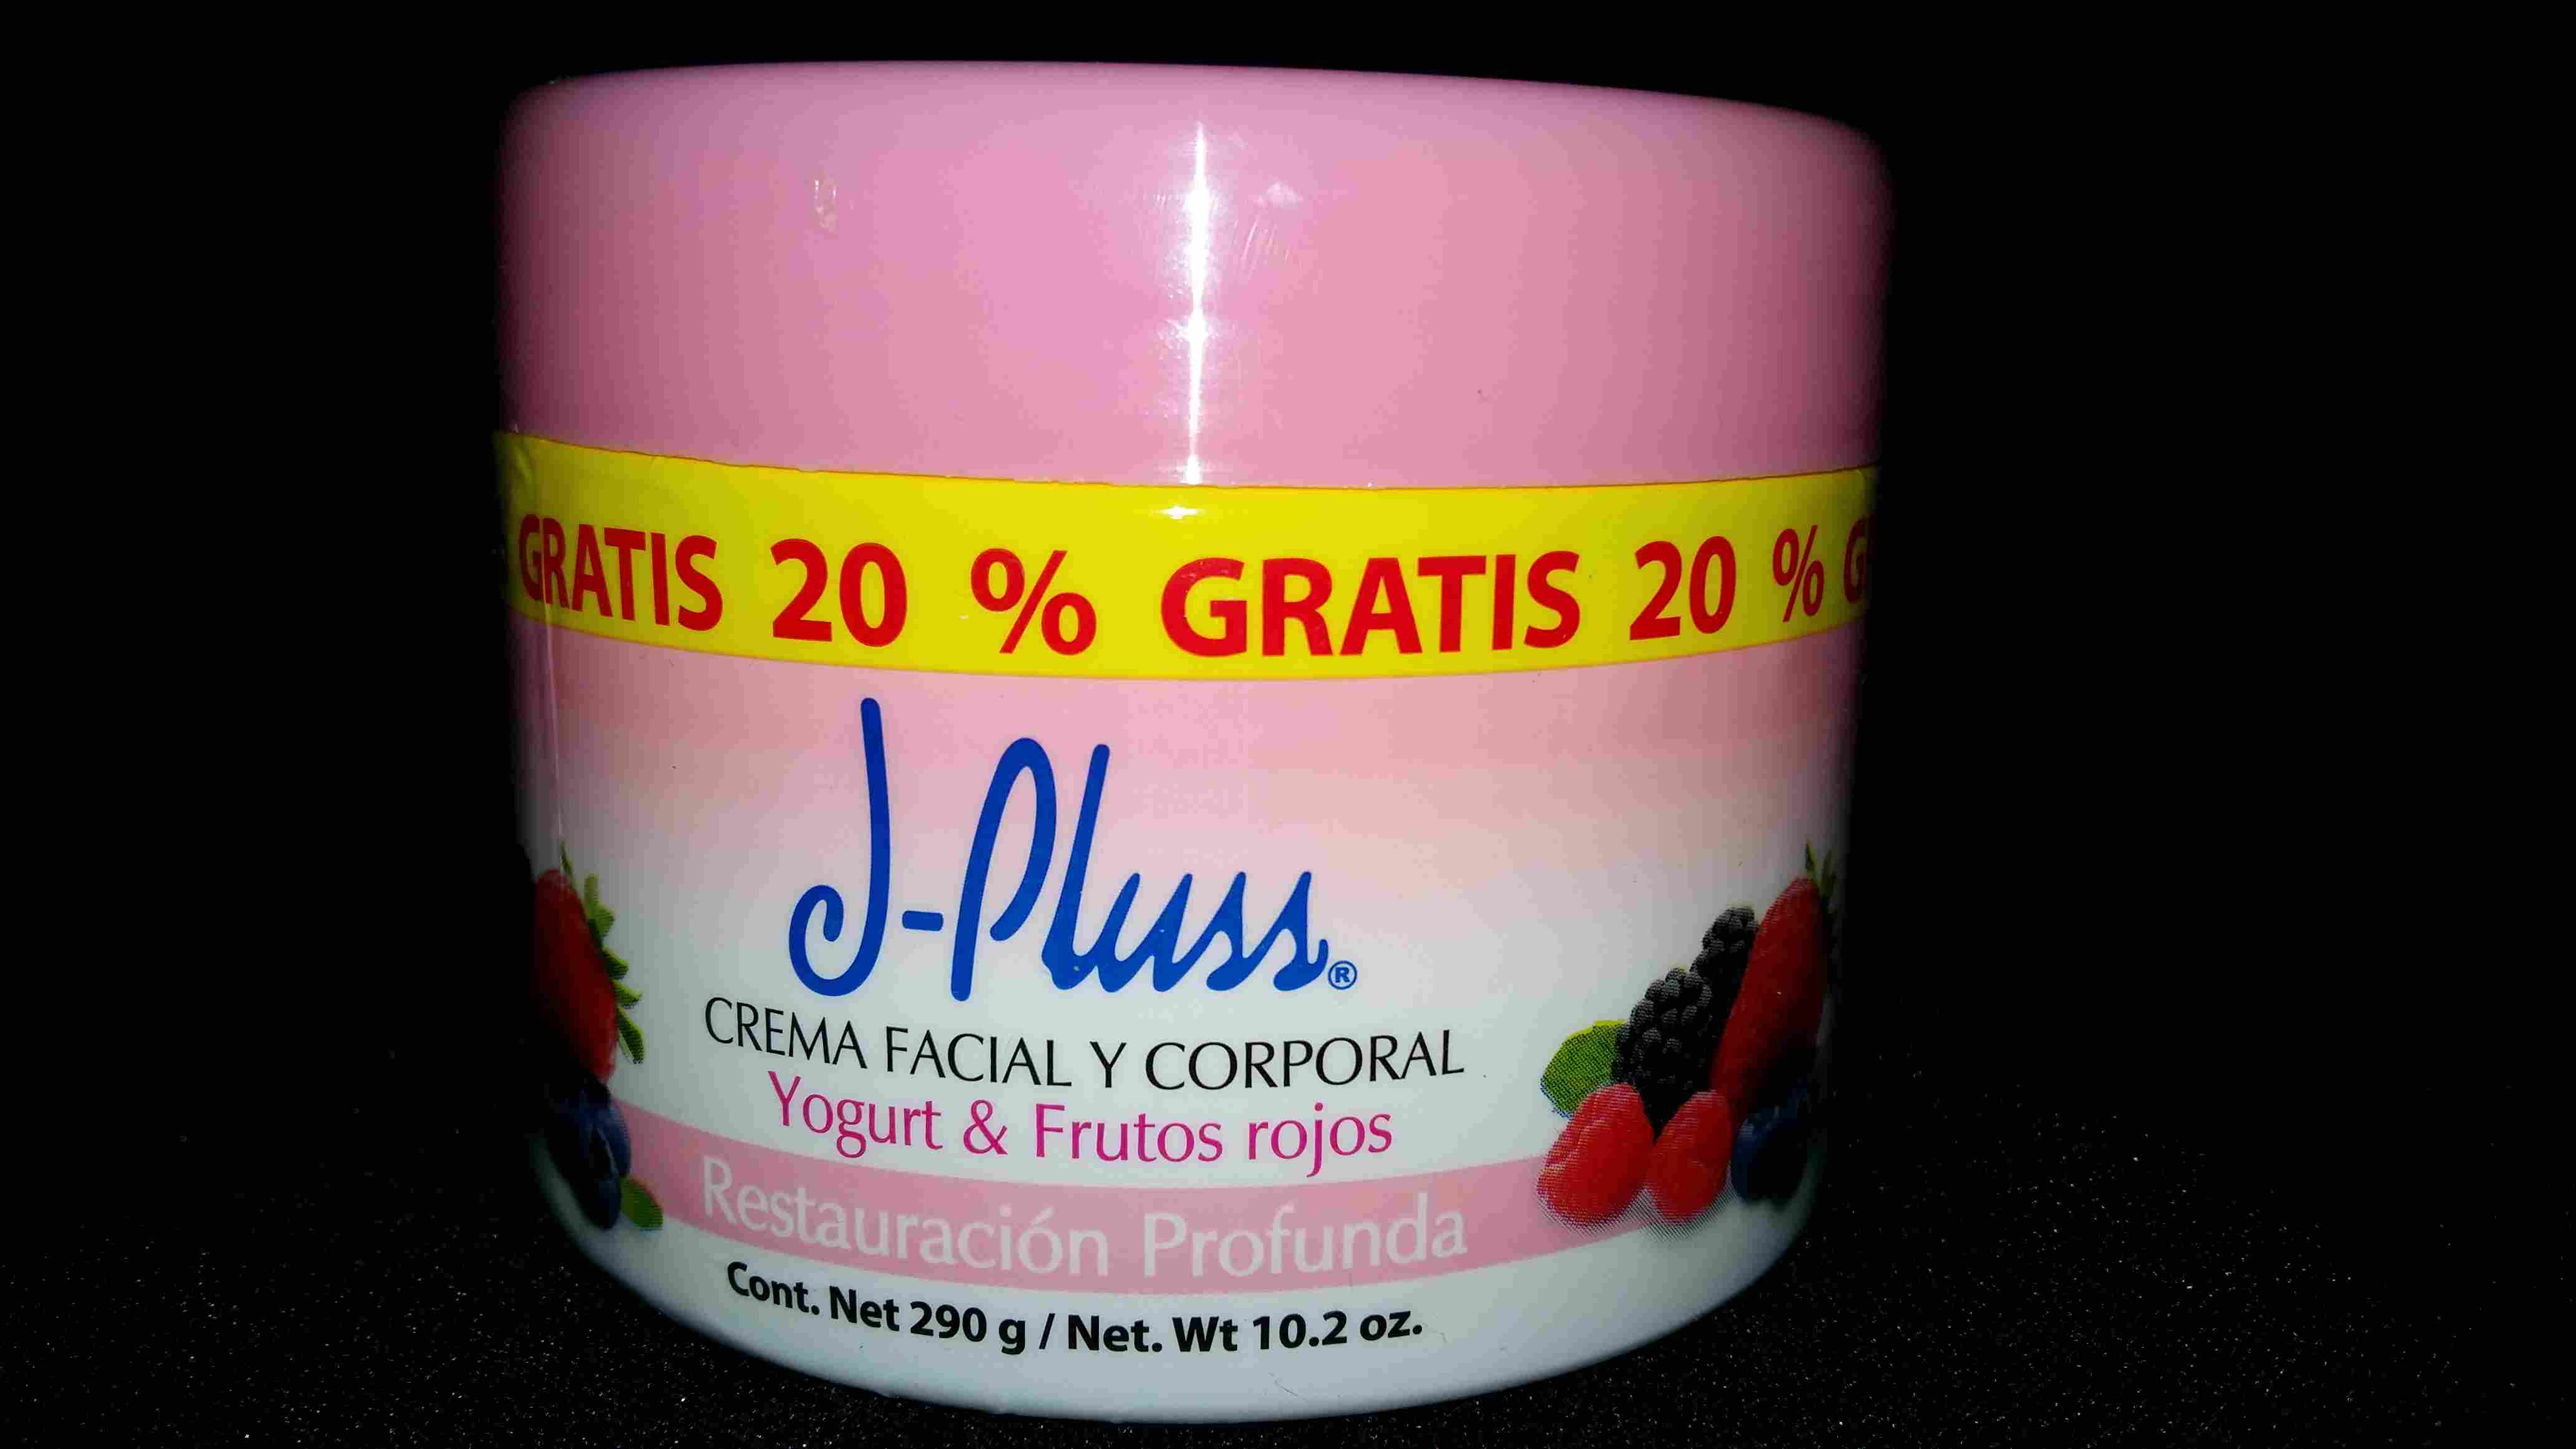 GRATIS 20 % GRATIS 20 %
J-Pluss®
CREMA FACIAL Y CORPORAL
Yogurt & Frutos rojos
Restauración Profunda
Cont. Net 290 g / Net. Wt 10.2 oz.